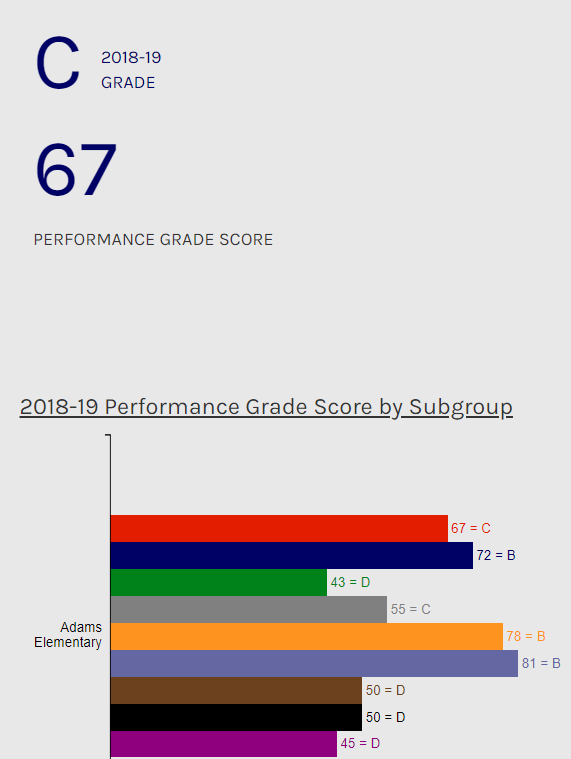 C
2018-19
GRADE
67
PERFORMANCE GRADE SCORE
2018-19 Performance Grade Score by Subgroup
67 = C
72 = B
43 = D
55 = C
Adams
Elementary
78 = B
81 = B
50 = D
50 = D
45 = D